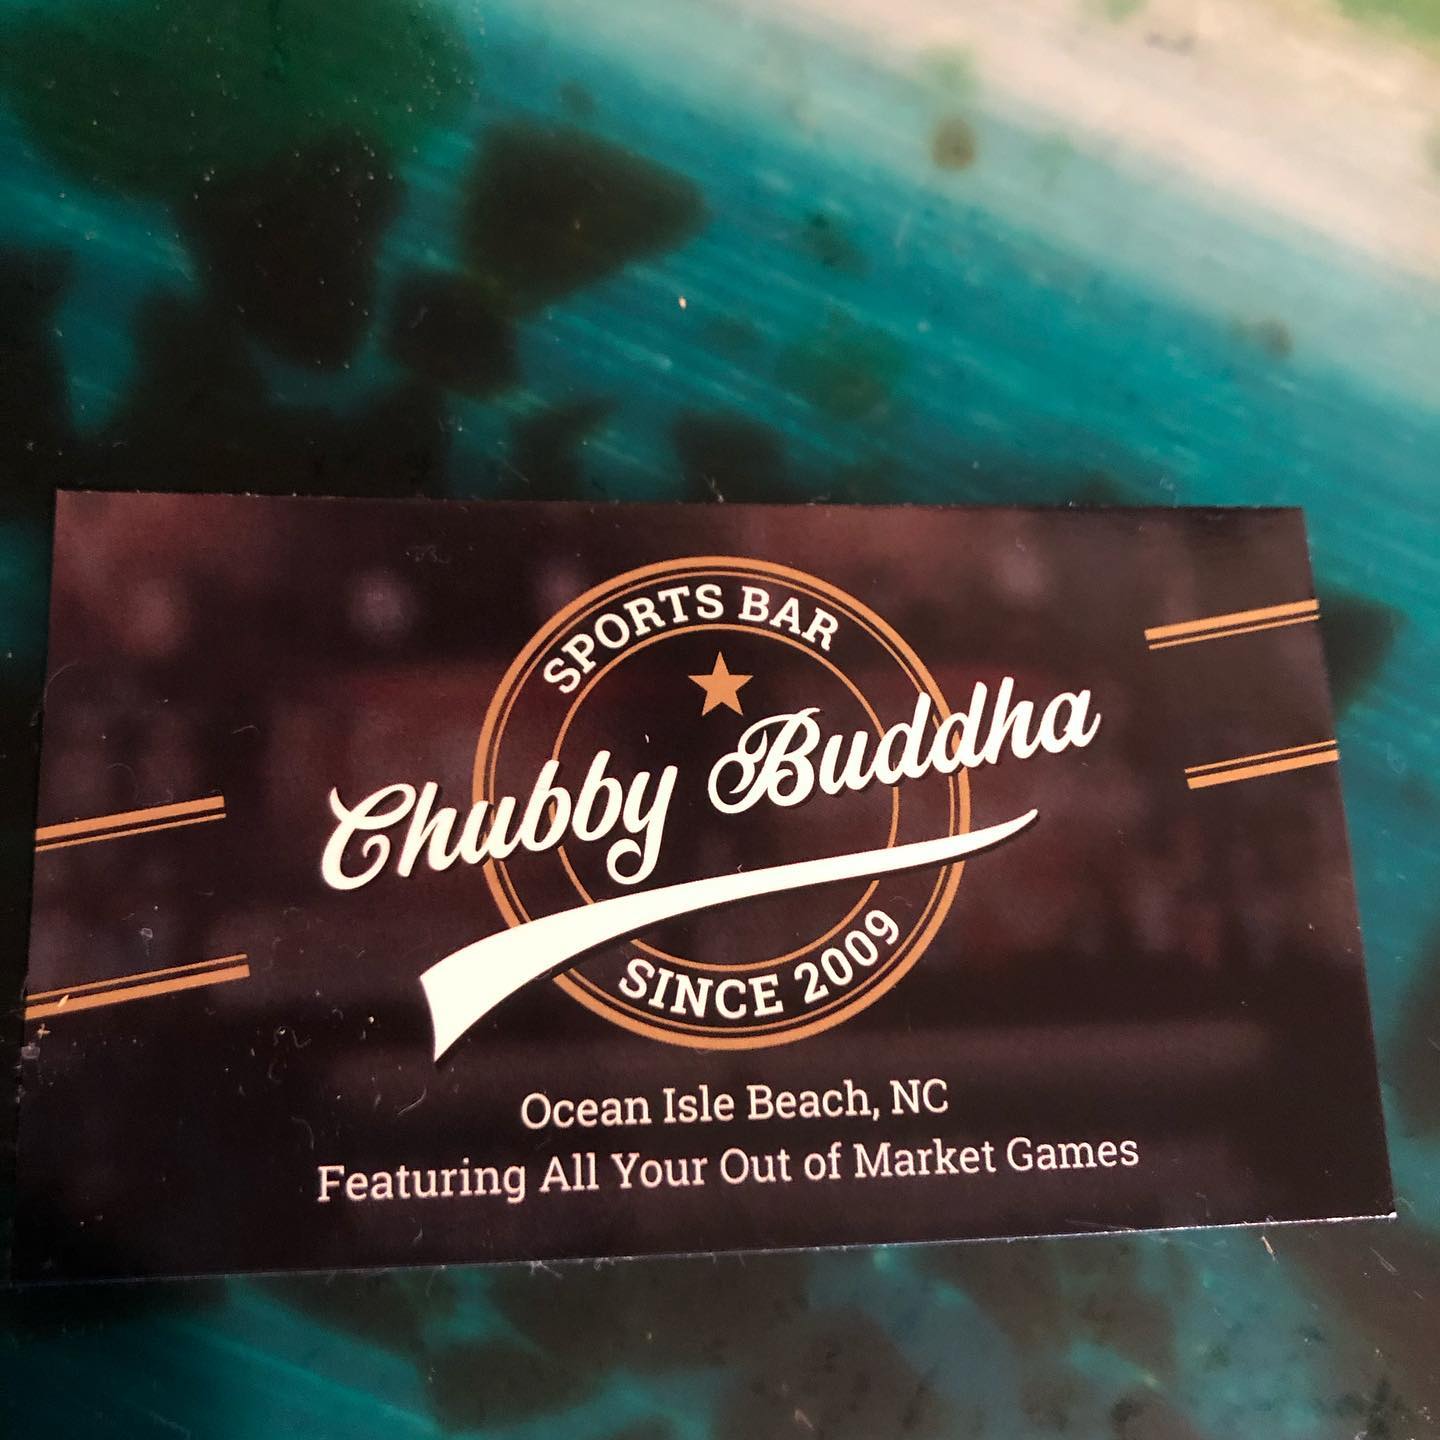 SPORTS BAR
Chubby Buddha
SINCE 2009
Ocean Isle Beach, NC
Featuring All Your Out of Market Games